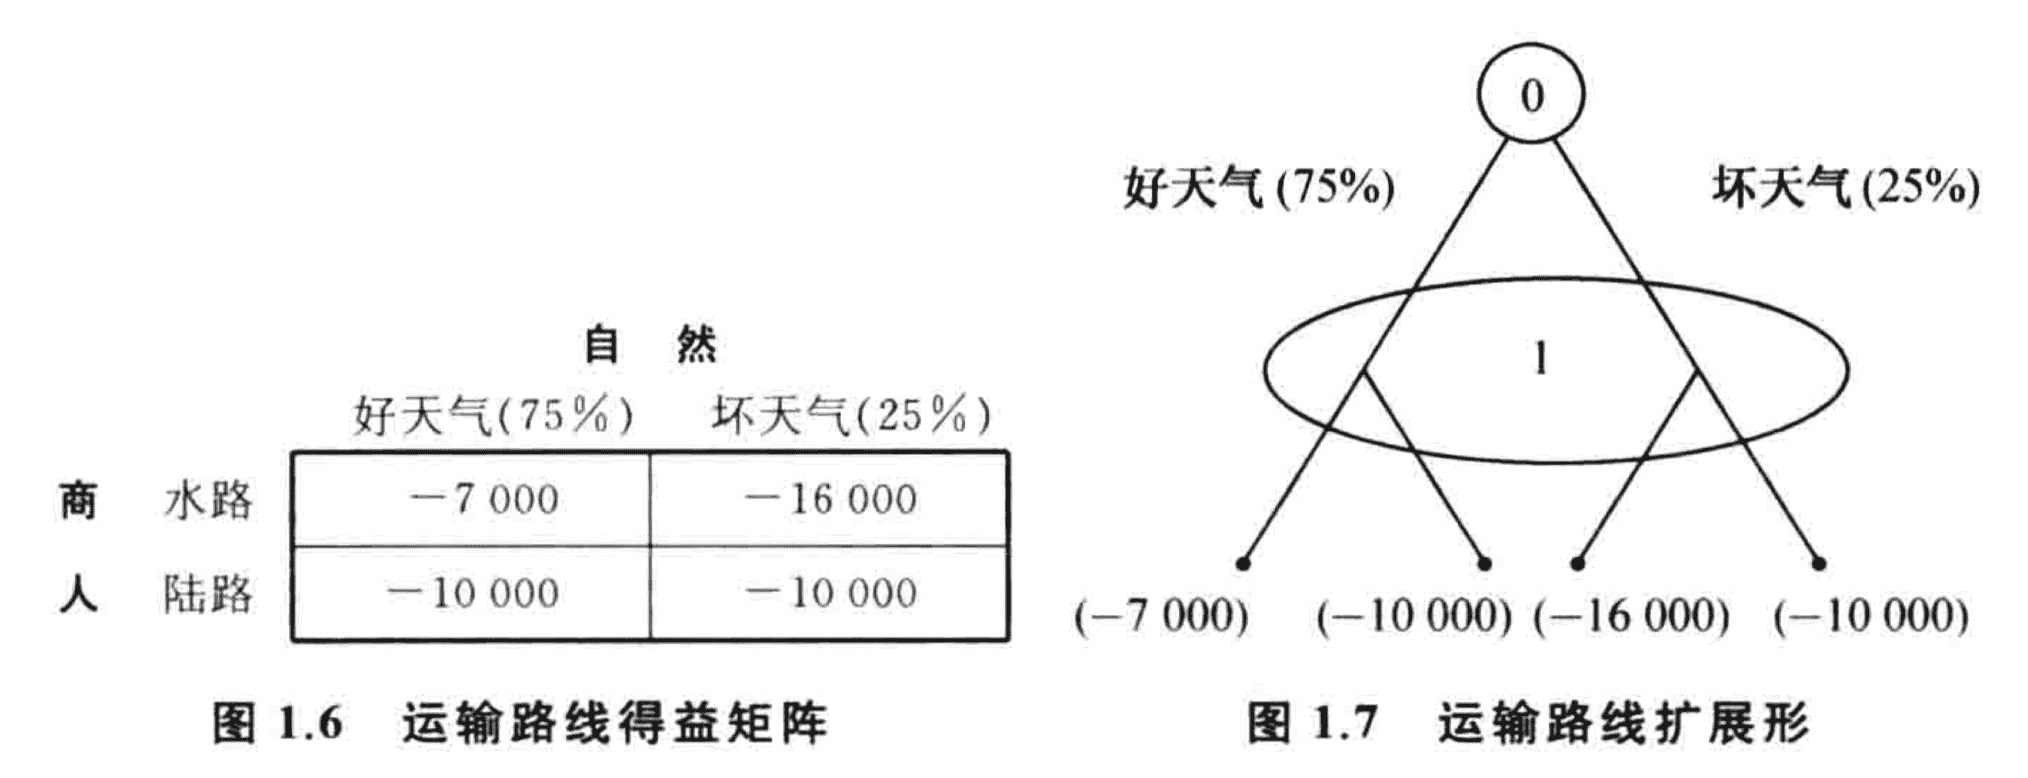 自 然
好天气(75%) 坏天气(25%)
商 水路 －7 000 －16 000
人 陆路 －10 000 －10 000
图 1.6 运输路线得益矩阵
0
好天气(75%) 坏天气(25%)
1
(－7 000) (－10 000) (－16 000) (－10 000)
图 1.7 运输路线扩展形